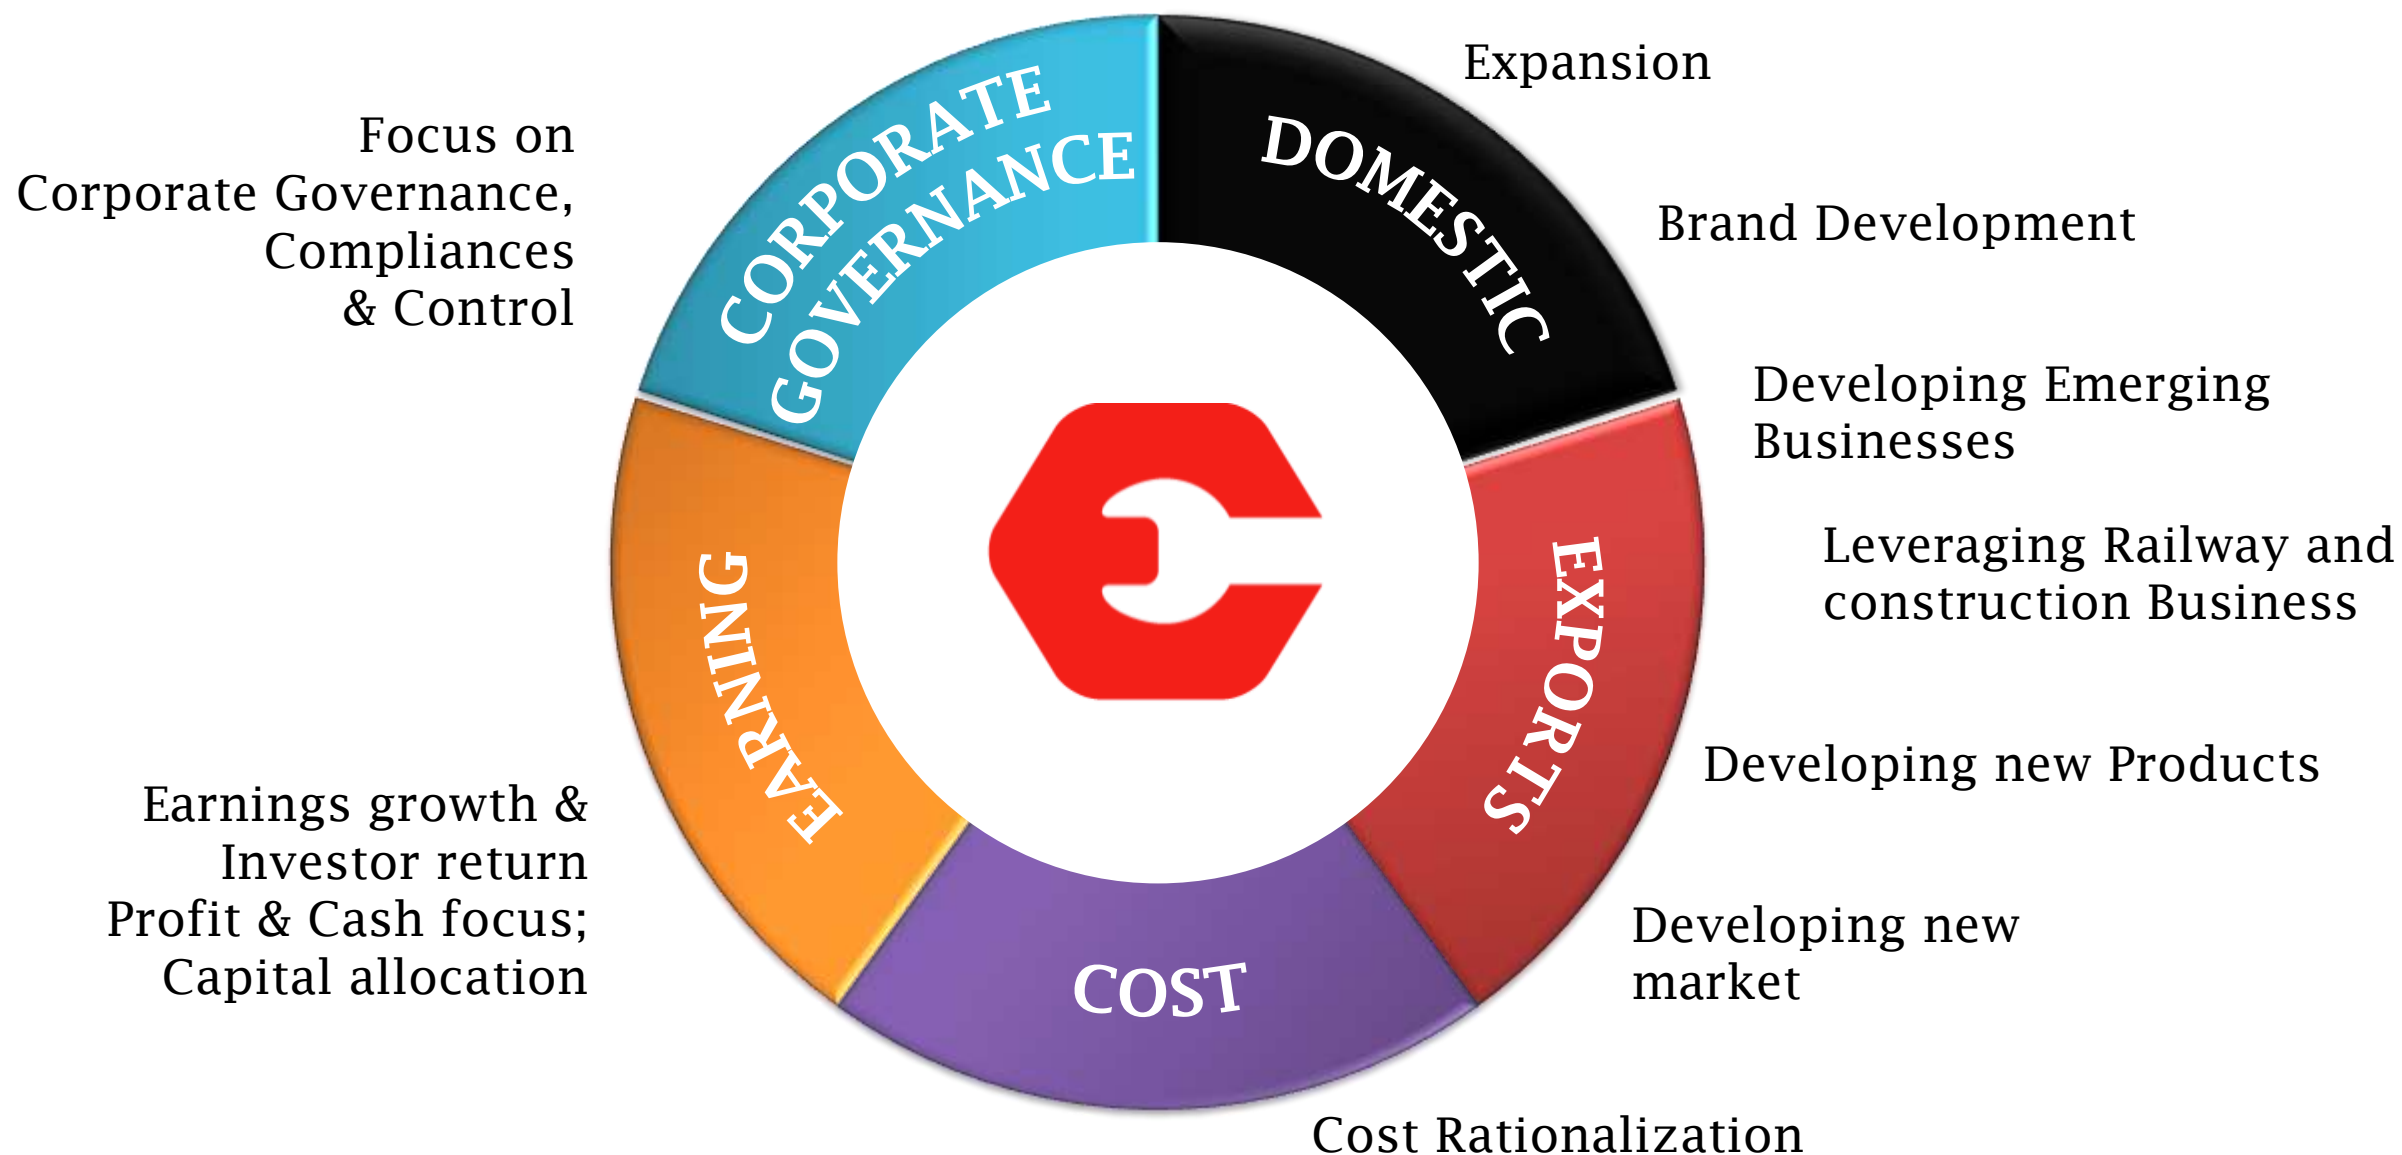 Expansion
DOMESTIC
Brand Development
Developing Emerging
Businesses
EXPORTS
Leveraging Railway and
construction Business
Developing new Products
Developing new
market
COST
Cost Rationalization
EARNING
Earnings growth &
Investor return
Profit & Cash focus;
Capital allocation
CORPORATE
GOVERNANCE
Focus on
Corporate Governance,
Compliances
& Control